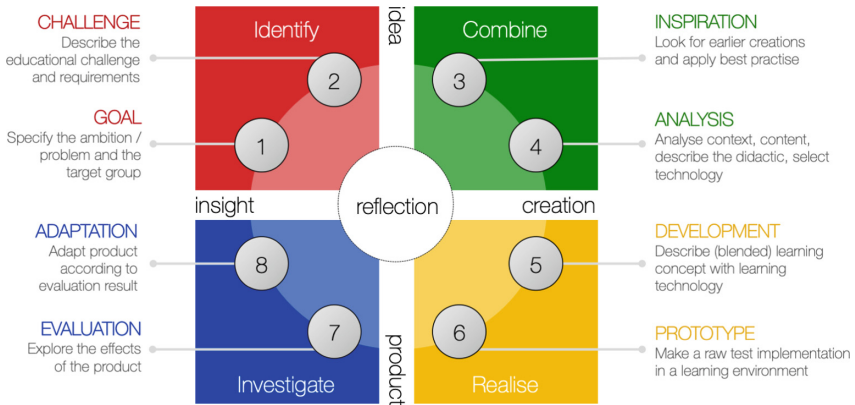 CHALLENGE
Describe the
educational challenge
and requirements
GOAL
Specify the ambition /
problem and the
target group
ADAPTATION
Adapt product
according to
evaluation result
EVALUATION
Explore the effects
of the product
Identify
2
1
idea
Combine
3
4
insight
reflection
creation
8
7
Investigate
product
5
6
Realise
INSPIRATION
Look for earlier creations
and apply best practise
ANALYSIS
Analyse context, content,
describe the didactic, select
technology
DEVELOPMENT
Describe (blended) learning
concept with learning
technology
PROTOTYPE
Make a raw test implementation
in a learning environment